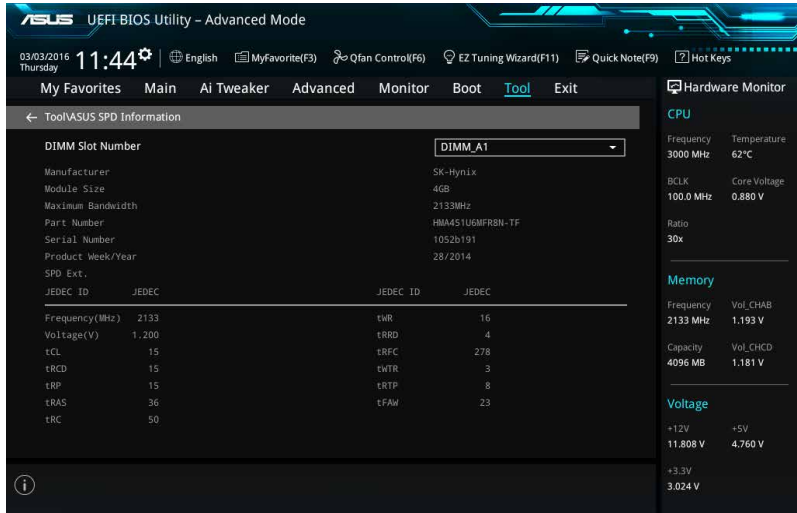 ASUS UEFI BIOS Utility – Advanced Mode
03/03/2016 Thursday 11:44 English MyFavorite(F3) Qfan Control(F6) EZ Tuning Wizard(F11) Quick Note(F9) ? Hot Keys
My Favorites Main Ai Tweaker Advanced Monitor Boot Tool Exit
← Tool\ASUS SPD Information
DIMM Slot Number DIMM_A1
Manufacturer SK-Hynix
Module Size 4GB
Maximum Bandwidth 2133MHz
Part Number HMA451U6MFR8N-TF
Serial Number 1052b191
Product Week/Year 28/2014
SPD Ext.
JEDEC ID JEDEC JEDEC ID JEDEC
Frequency(MHz) 2133 tWR 16
Voltage(V) 1.200 tRRD 4
tCL 15 tRFC 278
tRCD 15 tWTR 3
tRP 15 tRTP 8
tRAS 36 tFAW 23
tRC 50
i
Hardware Monitor
CPU
Frequency Temperature
3000 MHz 62°C
BCLK Core Voltage
100.0 MHz 0.880 V
Ratio
30x
Memory
Frequency Vol_CHAB
2133 MHz 1.193 V
Capacity Vol_CHCD
4096 MB 1.181 V
Voltage
+12V +5V
11.808 V 4.760 V
+3.3V
3.024 V